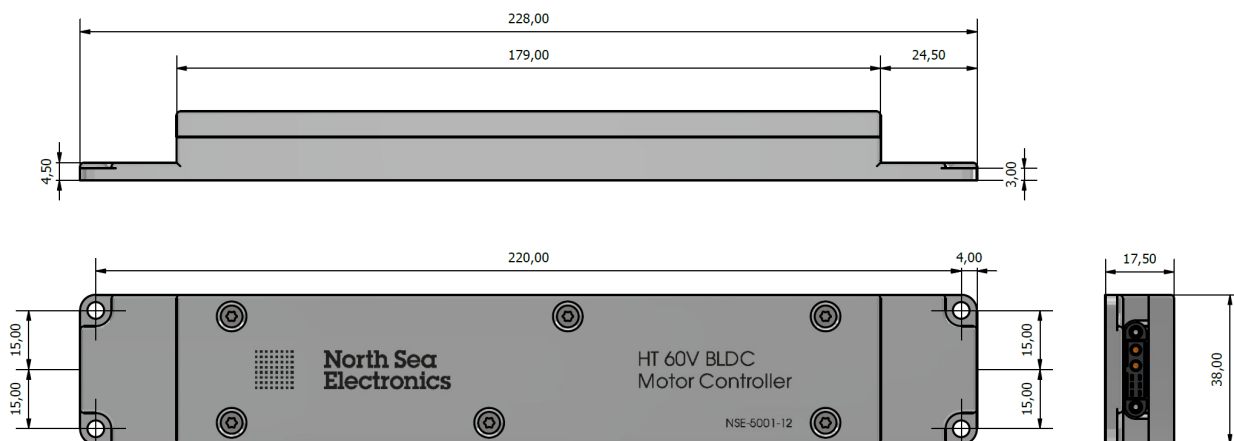 228,00
179,00
24,50
4,50
3,00
220,00
4,00
17,50
15,00
15,00
North Sea
Electronics
HT 60V BLDC
Motor Controller
NSE-5001-12
15,00
15,00
38,00